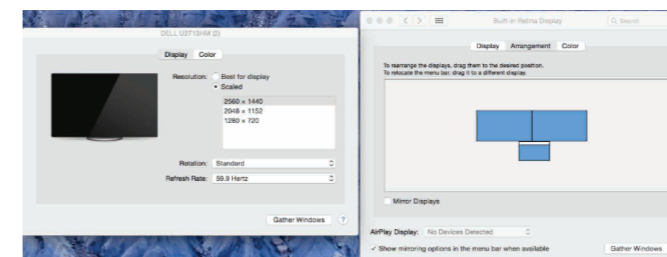 DELL U2713HM (2)
Display Color
Resolution: Best for display
Scaled
2560 × 1440
2048 × 1152
1280 × 720
Rotation: Standard
Refresh Rate: 59.9 Hertz
Gather Windows ?
Built-in Retina Display
Search
Display Arrangement Color
To rearrange the displays, drag them to the desired position.
To relocate the menu bar, drag it to a different display.
Mirror Displays
AirPlay Display: No Devices Detected
Show mirroring options in the menu bar when available
Gather Windows